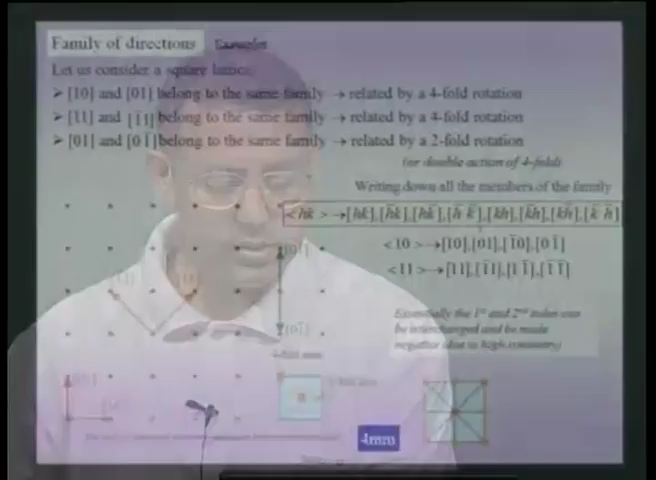 Family of directions Examples
Let us consider a square lattice
➢ [10] and [01] belong to the same family → related by a 4-fold rotation
➢ [11] and [1̄1] belong to the same family → related by a 4-fold rotation
➢ [01] and [01̄] belong to the same family → related by a 2-fold rotation
(or double action of 4-fold)
Writing down all the members of the family
<hk> → [hk], [h̄k], [hk̄], [h̄ k̄], [kh], [k̄h], [kh̄], [k̄ h̄]
<10> → [10], [01], [1̄0], [01̄]
<11> → [11], [1̄1], [11̄], [1̄1̄]
Essentially the 1st and 2nd index can
be interchanged and be made
negative (due to high symmetry)
[01̄]
4mm